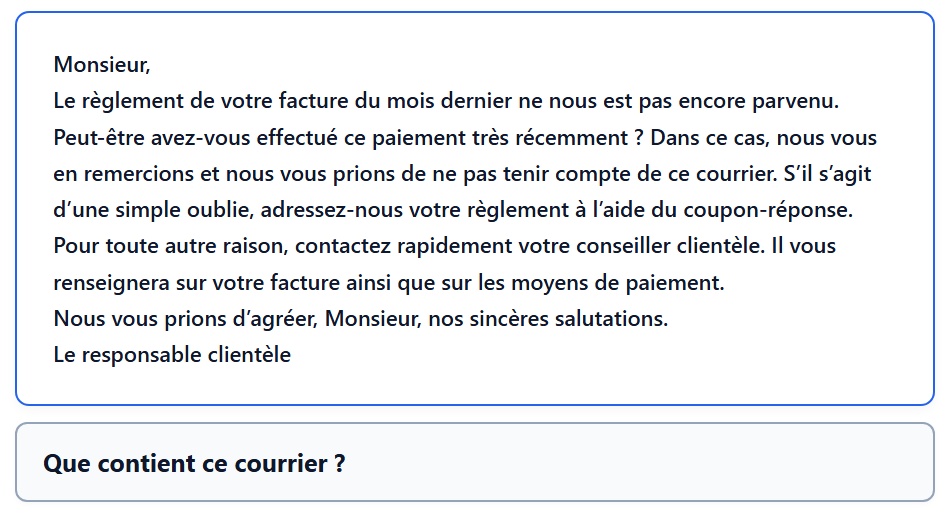 Monsieur,
Le règlement de votre facture du mois dernier ne nous est pas encore parvenu.
Peut-être avez-vous effectué ce paiement très récemment ? Dans ce cas, nous vous
en remercions et nous vous prions de ne pas tenir compte de ce courrier. S’il s’agit
d’une simple oublie, adressez-nous votre règlement à l’aide du coupon-réponse.
Pour toute autre raison, contactez rapidement votre conseiller clientèle. Il vous
renseignera sur votre facture ainsi que sur les moyens de paiement.
Nous vous prions d’agréer, Monsieur, nos sincères salutations.
Le responsable clientèle
Que contient ce courrier ?